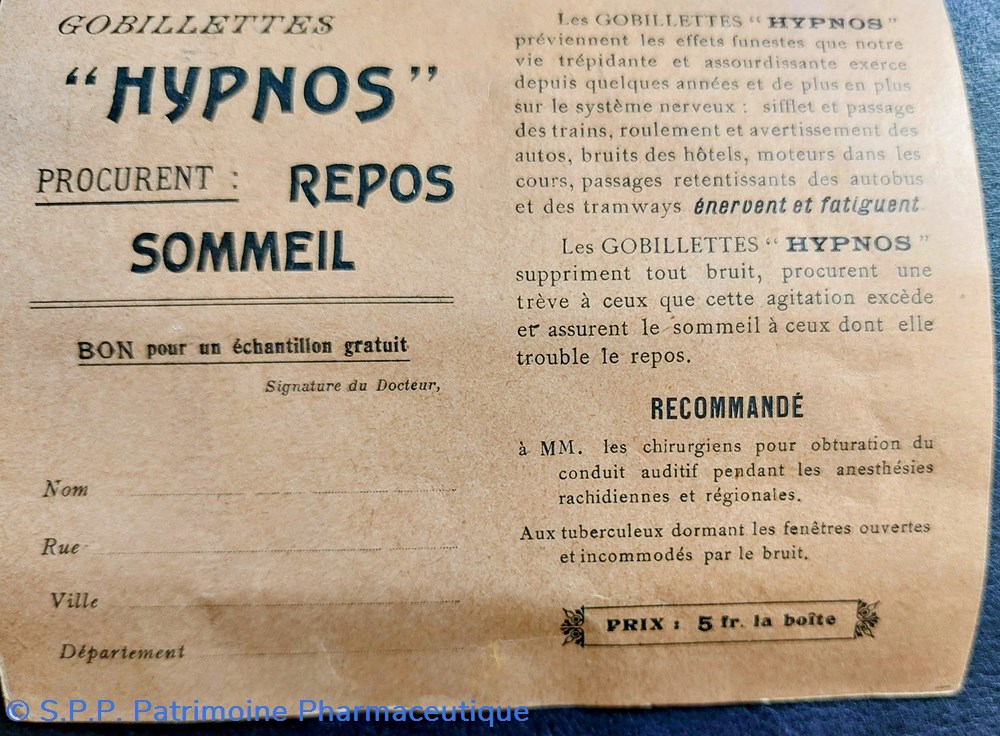 GOBILLETTES
“HYPNOS”
PROCURENT : REPOS
SOMMEIL
BON pour un échantillon gratuit
Signature du Docteur,
Nom
Rue
Ville
Département
Les GOBILLETTES “ HYPNOS ”
préviennent les effets funestes que notre
vie trépidante et assourdissante exerce
depuis quelques années et de plus en plus
sur le système nerveux : sifflet et passage
des trains, roulement et avertissement des
autos, bruits des hôtels, moteurs dans les
cours, passages retentissants des autobus
et des tramways énervent et fatiguent.
Les GOBILLETTES “ HYPNOS ”
suppriment tout bruit, procurent une
trève à ceux que cette agitation excède
et assurent le sommeil à ceux dont elle
trouble le repos.
RECOMMANDÉ
à MM. les chirurgiens pour obturation du
conduit auditif pendant les anesthésies
rachidiennes et régionales.
Aux tuberculeux dormant les fenêtres ouvertes
et incommodés par le bruit.
PRIX : 5 fr. la boîte
© S.P.P. Patrimoine Pharmaceutique